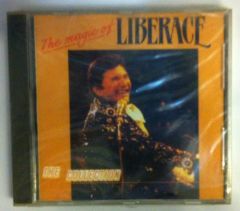 The magic of
LIBERACE
THE COLLECTION